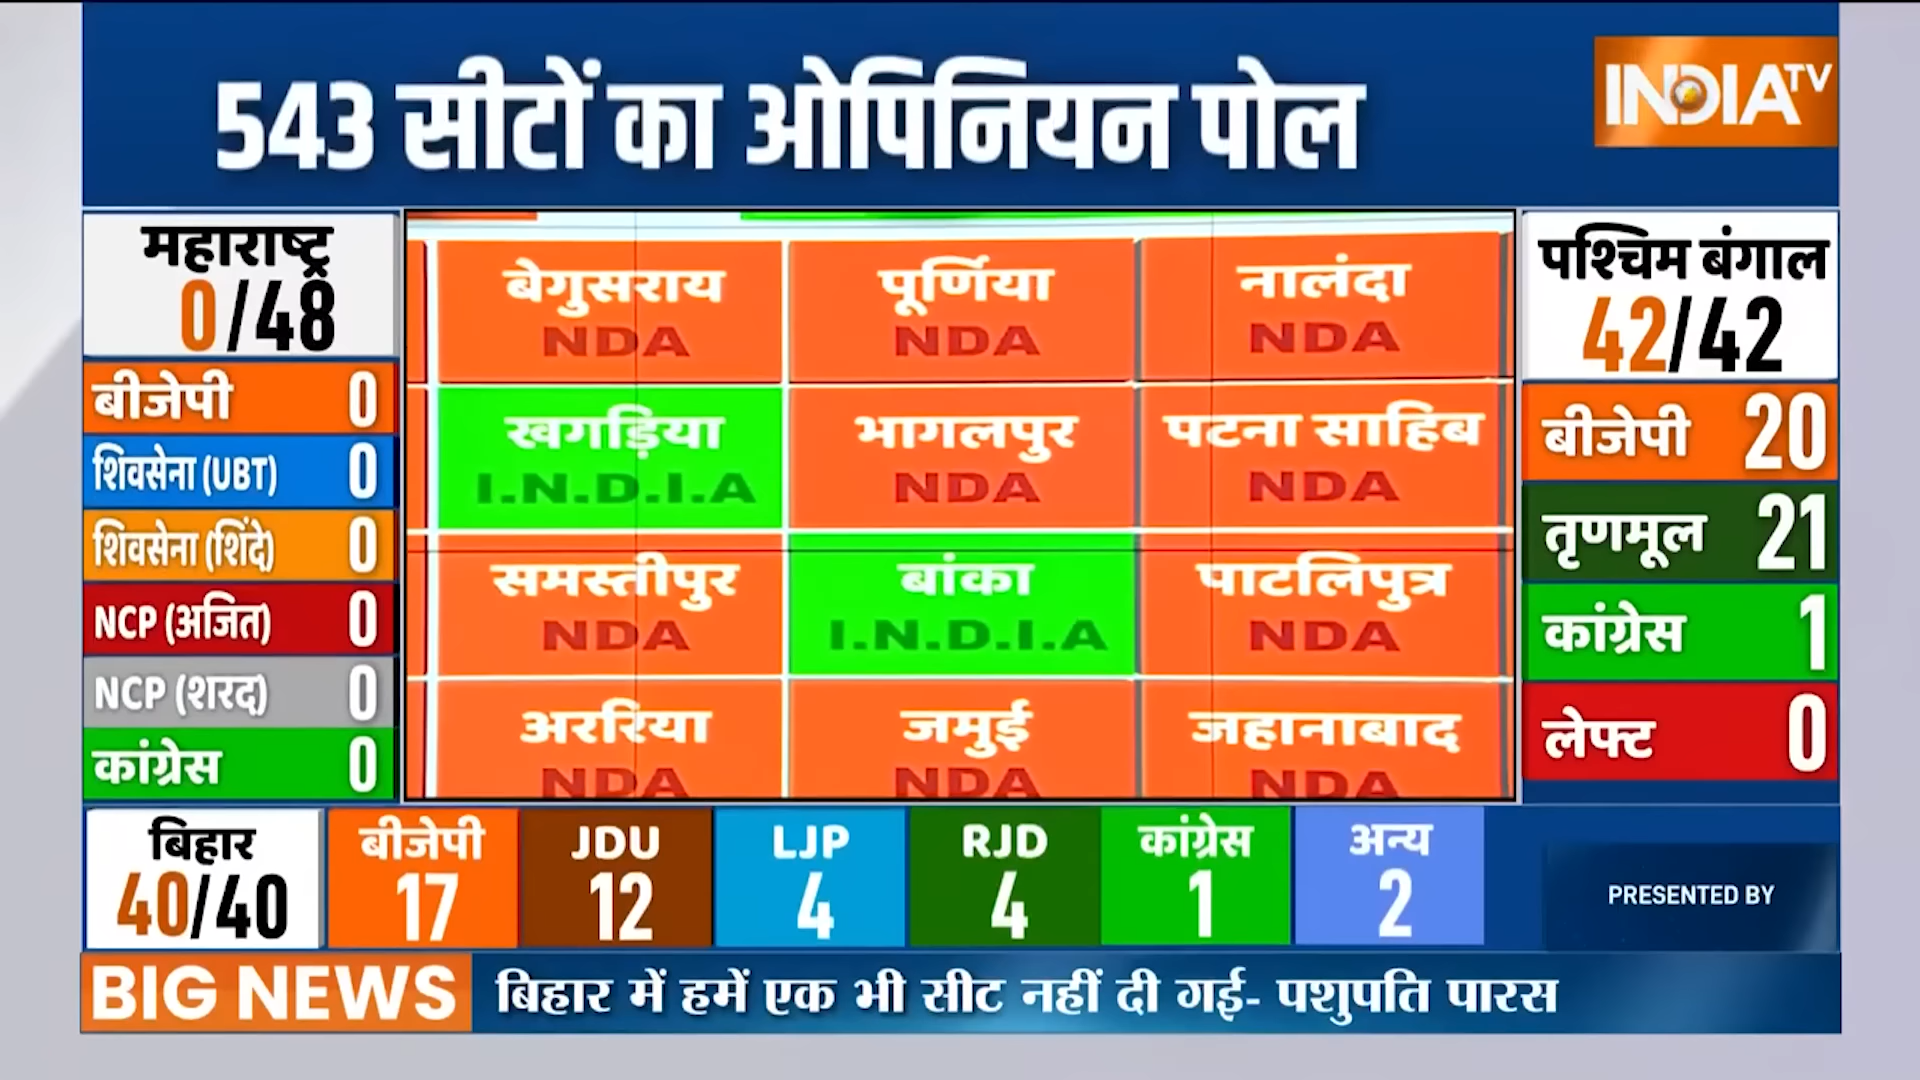 543 सीटों का ओपिनियन पोल
INDIA TV
महाराष्ट्र
0/48
बीजेपी 0
शिवसेना (UBT) 0
शिवसेना (शिंदे) 0
NCP (अजित) 0
NCP (शरद) 0
कांग्रेस 0
बेगुसराय
NDA
पूर्णिया
NDA
नालंदा
NDA
खगड़िया
I.N.D.I.A
भागलपुर
NDA
पटना साहिब
NDA
समस्तीपुर
NDA
बांका
I.N.D.I.A
पाटलिपुत्र
NDA
अररिया
NDA
जमुई
NDA
जहानाबाद
NDA
पश्चिम बंगाल
42/42
बीजेपी 20
तृणमूल 21
कांग्रेस 1
लेफ्ट 0
बिहार
40/40
बीजेपी
17
JDU
12
LJP
4
RJD
4
कांग्रेस
1
अन्य
2
PRESENTED BY
BIG NEWS
बिहार में हमें एक भी सीट नहीं दी गई- पशुपति पारस